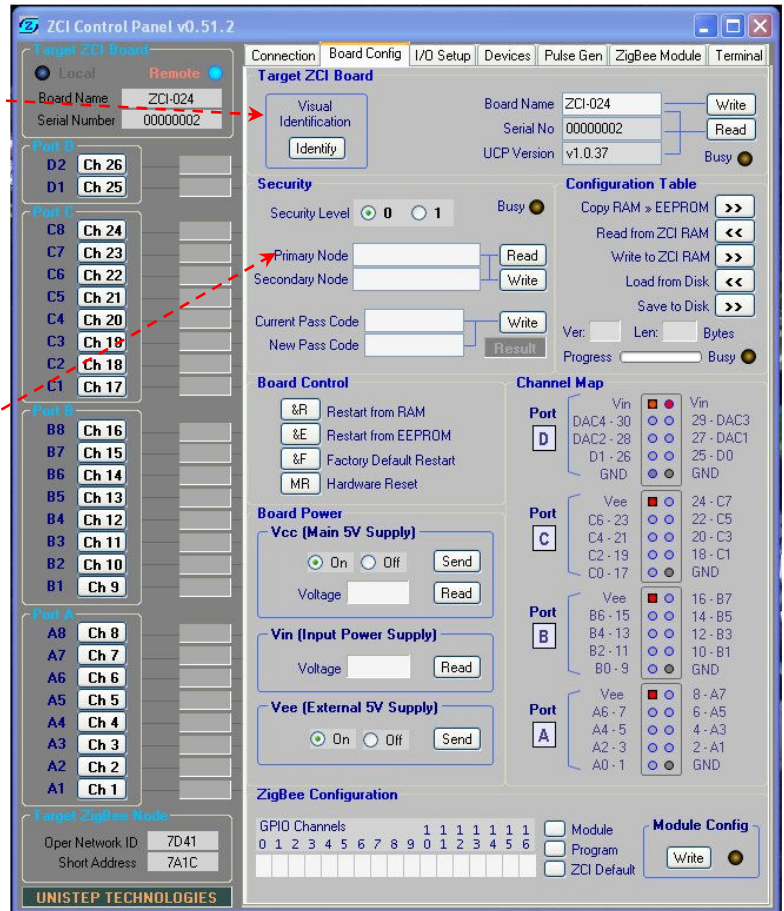 ZCI Control Panel v0.51.2
Target ZCI Board
Local Remote
Board Name ZCI-024
Serial Number 00000002
Port D
D2 Ch 26
D1 Ch 25
Port C
C8 Ch 24
C7 Ch 23
C6 Ch 22
C5 Ch 21
C4 Ch 20
C3 Ch 19
C2 Ch 18
C1 Ch 17
Port B
B8 Ch 16
B7 Ch 15
B6 Ch 14
B5 Ch 13
B4 Ch 12
B3 Ch 11
B2 Ch 10
B1 Ch 9
Port A
A8 Ch 8
A7 Ch 7
A6 Ch 6
A5 Ch 5
A4 Ch 4
A3 Ch 3
A2 Ch 2
A1 Ch 1
Target ZigBee Node
Oper Network ID 7D41
Short Address 7A1C
UNISTEP TECHNOLOGIES
Connection Board Config I/O Setup Devices Pulse Gen ZigBee Module Terminal
Target ZCI Board
Visual
Identification
Identify
Board Name ZCI-024 Write
Serial No 00000002 Read
UCP Version v1.0.37 Busy
Security
Security Level 0 1 Busy
Primary Node Read
Secondary Node Write
Current Pass Code Write
New Pass Code Result
Configuration Table
Copy RAM » EEPROM >>
Read from ZCI RAM <<
Write to ZCI RAM >>
Load from Disk <<
Save to Disk >>
Ver: Len: Bytes
Progress Busy
Board Control
&R Restart from RAM
&E Restart from EEPROM
&F Factory Default Restart
MR Hardware Reset
Board Power
Vcc (Main 5V Supply)
On Off Send
Voltage Read
Vin (Input Power Supply)
Voltage Read
Vee (External 5V Supply)
On Off Send
Channel Map
Port D
Vin Vin
DAC4 - 30 29 - DAC3
DAC2 - 28 27 - DAC1
D1 - 26 25 - D0
GND GND
Port C
Vee 24 - C7
C6 - 23 22 - C5
C4 - 21 20 - C3
C2 - 19 18 - C1
C0 - 17 GND
Port B
Vee 16 - B7
B6 - 15 14 - B5
B4 - 13 12 - B3
B2 - 11 10 - B1
B0 - 9 GND
Port A
Vee 8 - A7
A6 - 7 6 - A5
A4 - 5 4 - A3
A2 - 3 2 - A1
A0 - 1 GND
ZigBee Configuration
GPIO Channels 1 1 1 1 1 1 1
0 1 2 3 4 5 6 7 8 9 0 1 2 3 4 5 6
Module
Program
ZCI Default
Module Config
Write